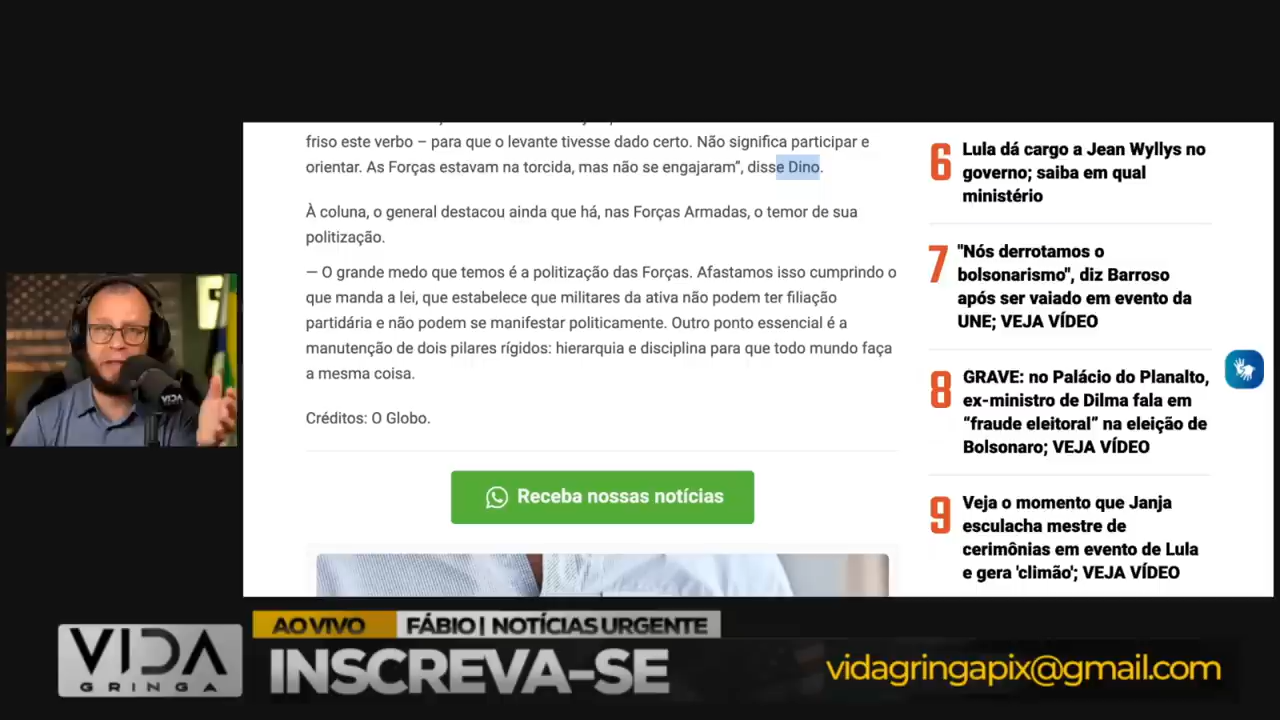 friso este verbo – para que o levante tivesse dado certo. Não significa participar e
orientar. As Forças estavam na torcida, mas não se engajaram”, disse Dino.
À coluna, o general destacou ainda que há, nas Forças Armadas, o temor de sua
politização.
— O grande medo que temos é a politização das Forças. Afastamos isso cumprindo o
que manda a lei, que estabelece que militares da ativa não podem ter filiação
partidária e não podem se manifestar politicamente. Outro ponto essencial é a
manutenção de dois pilares rígidos: hierarquia e disciplina para que todo mundo faça
a mesma coisa.
Créditos: O Globo.
Receba nossas notícias
6
Lula dá cargo a Jean Wyllys no
governo; saiba em qual
ministério
7
"Nós derrotamos o
bolsonarismo", diz Barroso
após ser vaiado em evento da
UNE; VEJA VÍDEO
8
GRAVE: no Palácio do Planalto,
ex-ministro de Dilma fala em
“fraude eleitoral” na eleição de
Bolsonaro; VEJA VÍDEO
9
Veja o momento que Janja
esculacha mestre de
cerimônias em evento de Lula
e gera 'climão'; VEJA VÍDEO
VIDA
VIDA
GRINGA
AO VIVO
FÁBIO | NOTÍCIAS URGENTE
INSCREVA-SE
vidagringapix@gmail.com